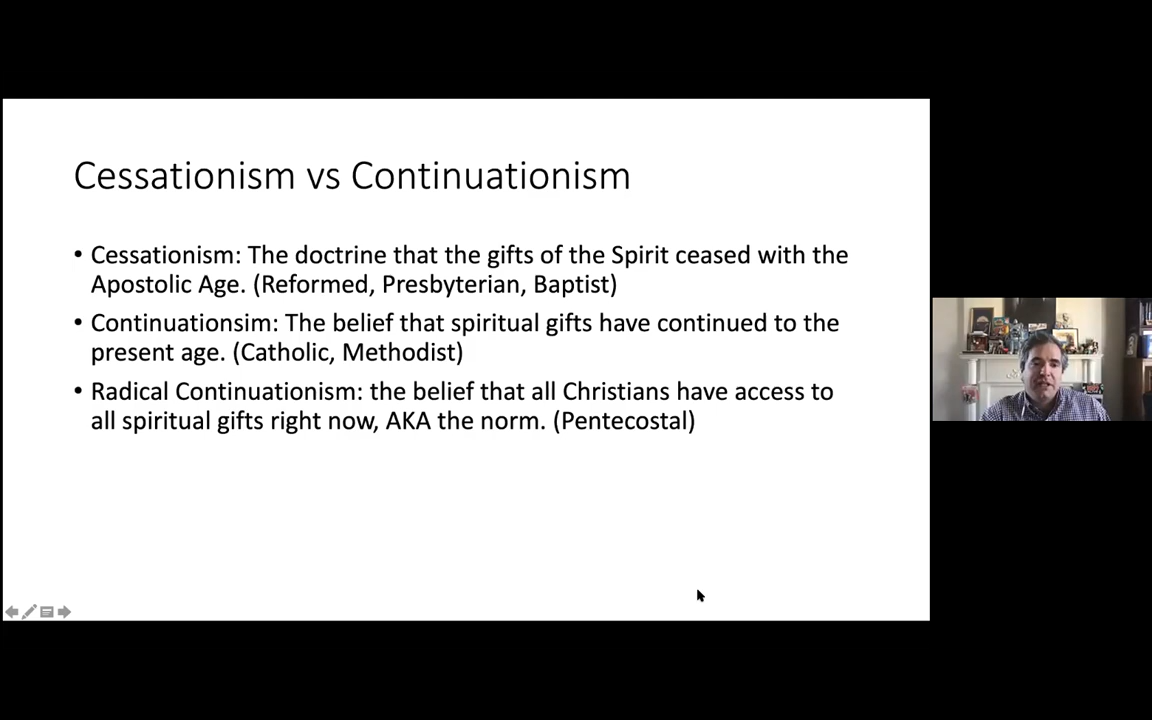 Cessationism vs Continuationism
• Cessationism: The doctrine that the gifts of the Spirit ceased with the
Apostolic Age. (Reformed, Presbyterian, Baptist)
• Continuationsim: The belief that spiritual gifts have continued to the
present age. (Catholic, Methodist)
• Radical Continuationism: the belief that all Christians have access to
all spiritual gifts right now, AKA the norm. (Pentecostal)